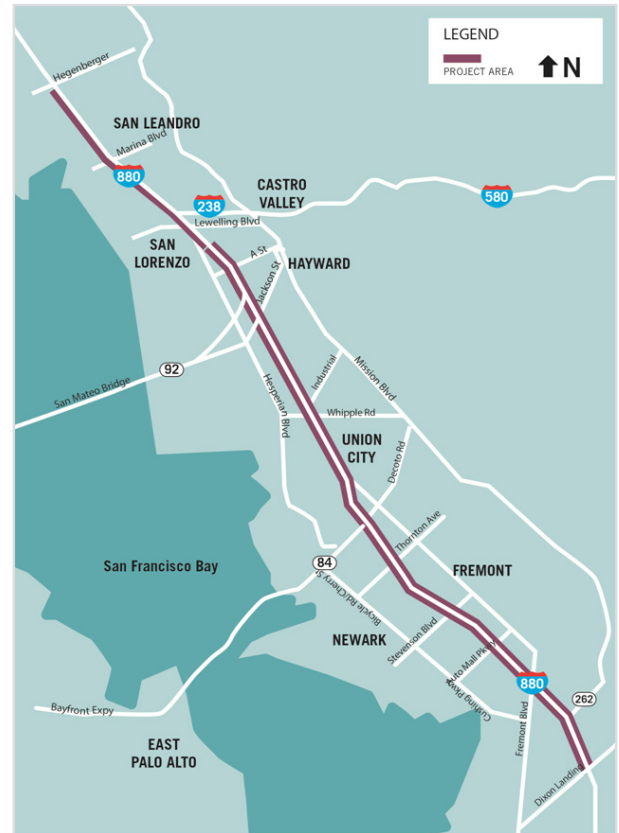 LEGEND
PROJECT AREA
N
Hegenberger
SAN LEANDRO
Marina Blvd
880
CASTRO
VALLEY
580
238
Lewelling Blvd
SAN
LORENZO
A St
HAYWARD
Jackson St
92
San Mateo Bridge
Industrial
Mission Blvd
Hesperian Blvd
Whipple Rd
UNION
CITY
Decoto Rd
Thornton Ave
84
San Francisco Bay
FREMONT
Bicycle Rd/Cherry St
NEWARK
Stevenson Blvd
Auto Mall Pkwy
880
262
Cushing Pkwy
Bayfront Expy
Fremont Blvd
EAST
PALO ALTO
Dixon Landing